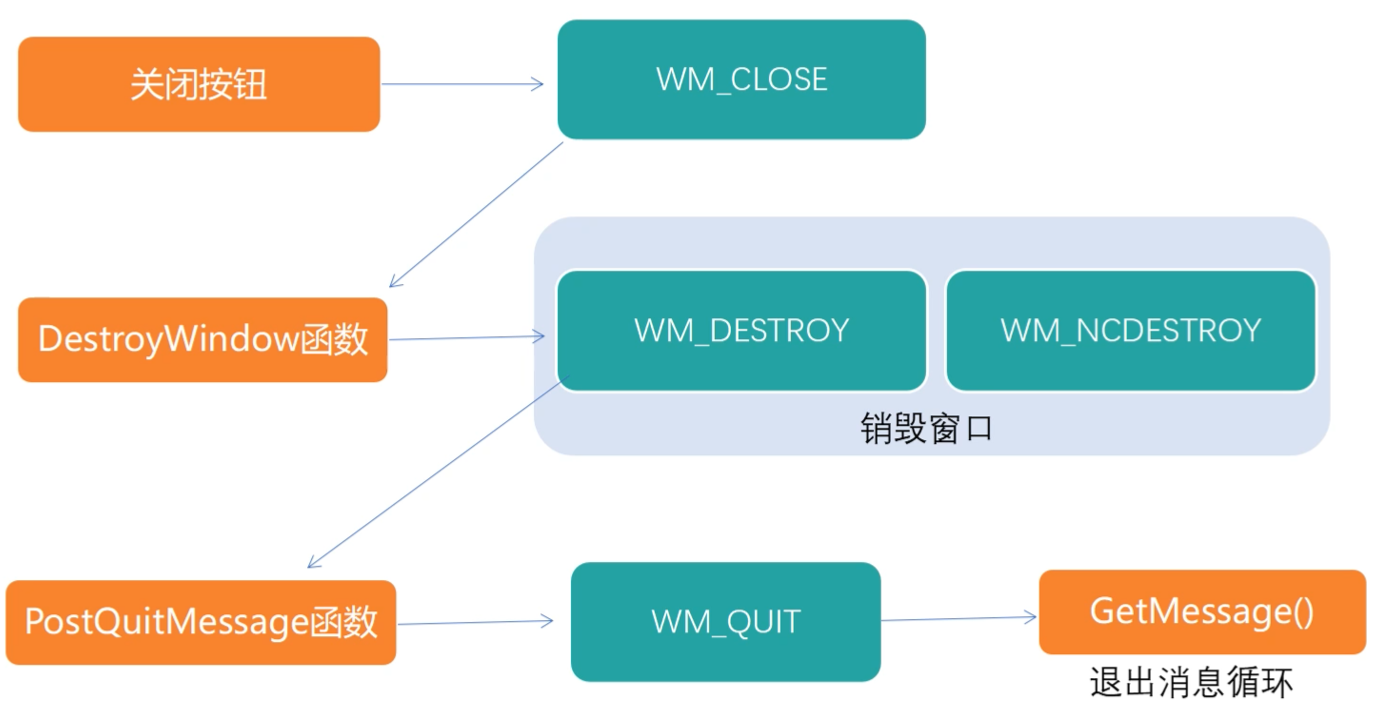 关闭按钮
WM_CLOSE
DestroyWindow函数
WM_DESTROY
WM_NCDESTROY
销毁窗口
PostQuitMessage函数
WM_QUIT
GetMessage()
退出消息循环